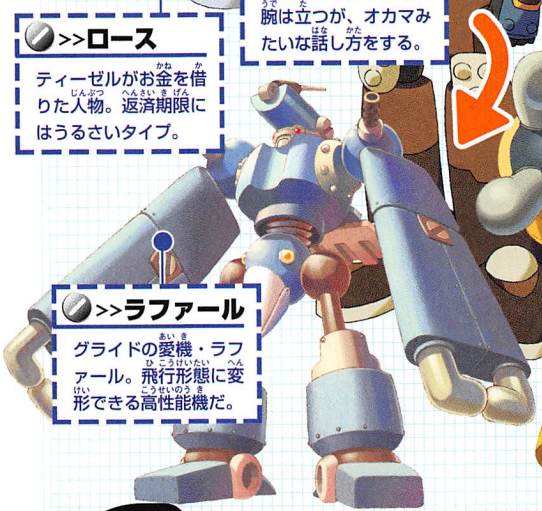 >>ロース
ティーゼルがお金を借
りた人物。返済期限に
はうるさいタイプ。
腕は立つが、オカマみ
たいな話し方をする。
>>ラファール
グライドの愛機・ラフ
ァール。飛行形態に変
形できる高性能機だ。